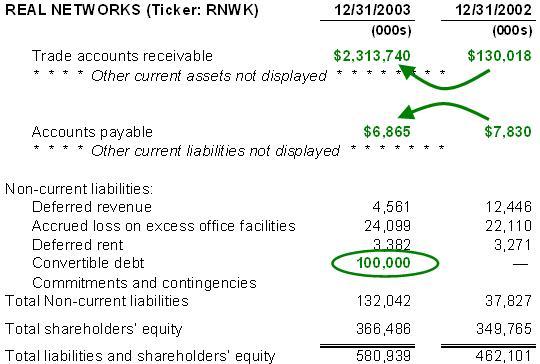 REAL NETWORKS (Ticker: RNWK) 12/31/2003 12/31/2002
(000s) (000s)
Trade accounts receivable $2,313,740 $130,018
* * * * Other current assets not displayed * * * * * * *
Accounts payable $6,865 $7,830
* * * * Other current liabilities not displayed * * * * * * *
Non-current liabilities:
Deferred revenue 4,561 12,446
Accrued loss on excess office facilities 24,099 22,110
Deferred rent 3,382 3,271
Convertible debt 100,000 —
Commitments and contingencies
Total Non-current liabilities 132,042 37,827
Total shareholders' equity 366,486 349,765
Total liabilities and shareholders' equity 580,939 462,101